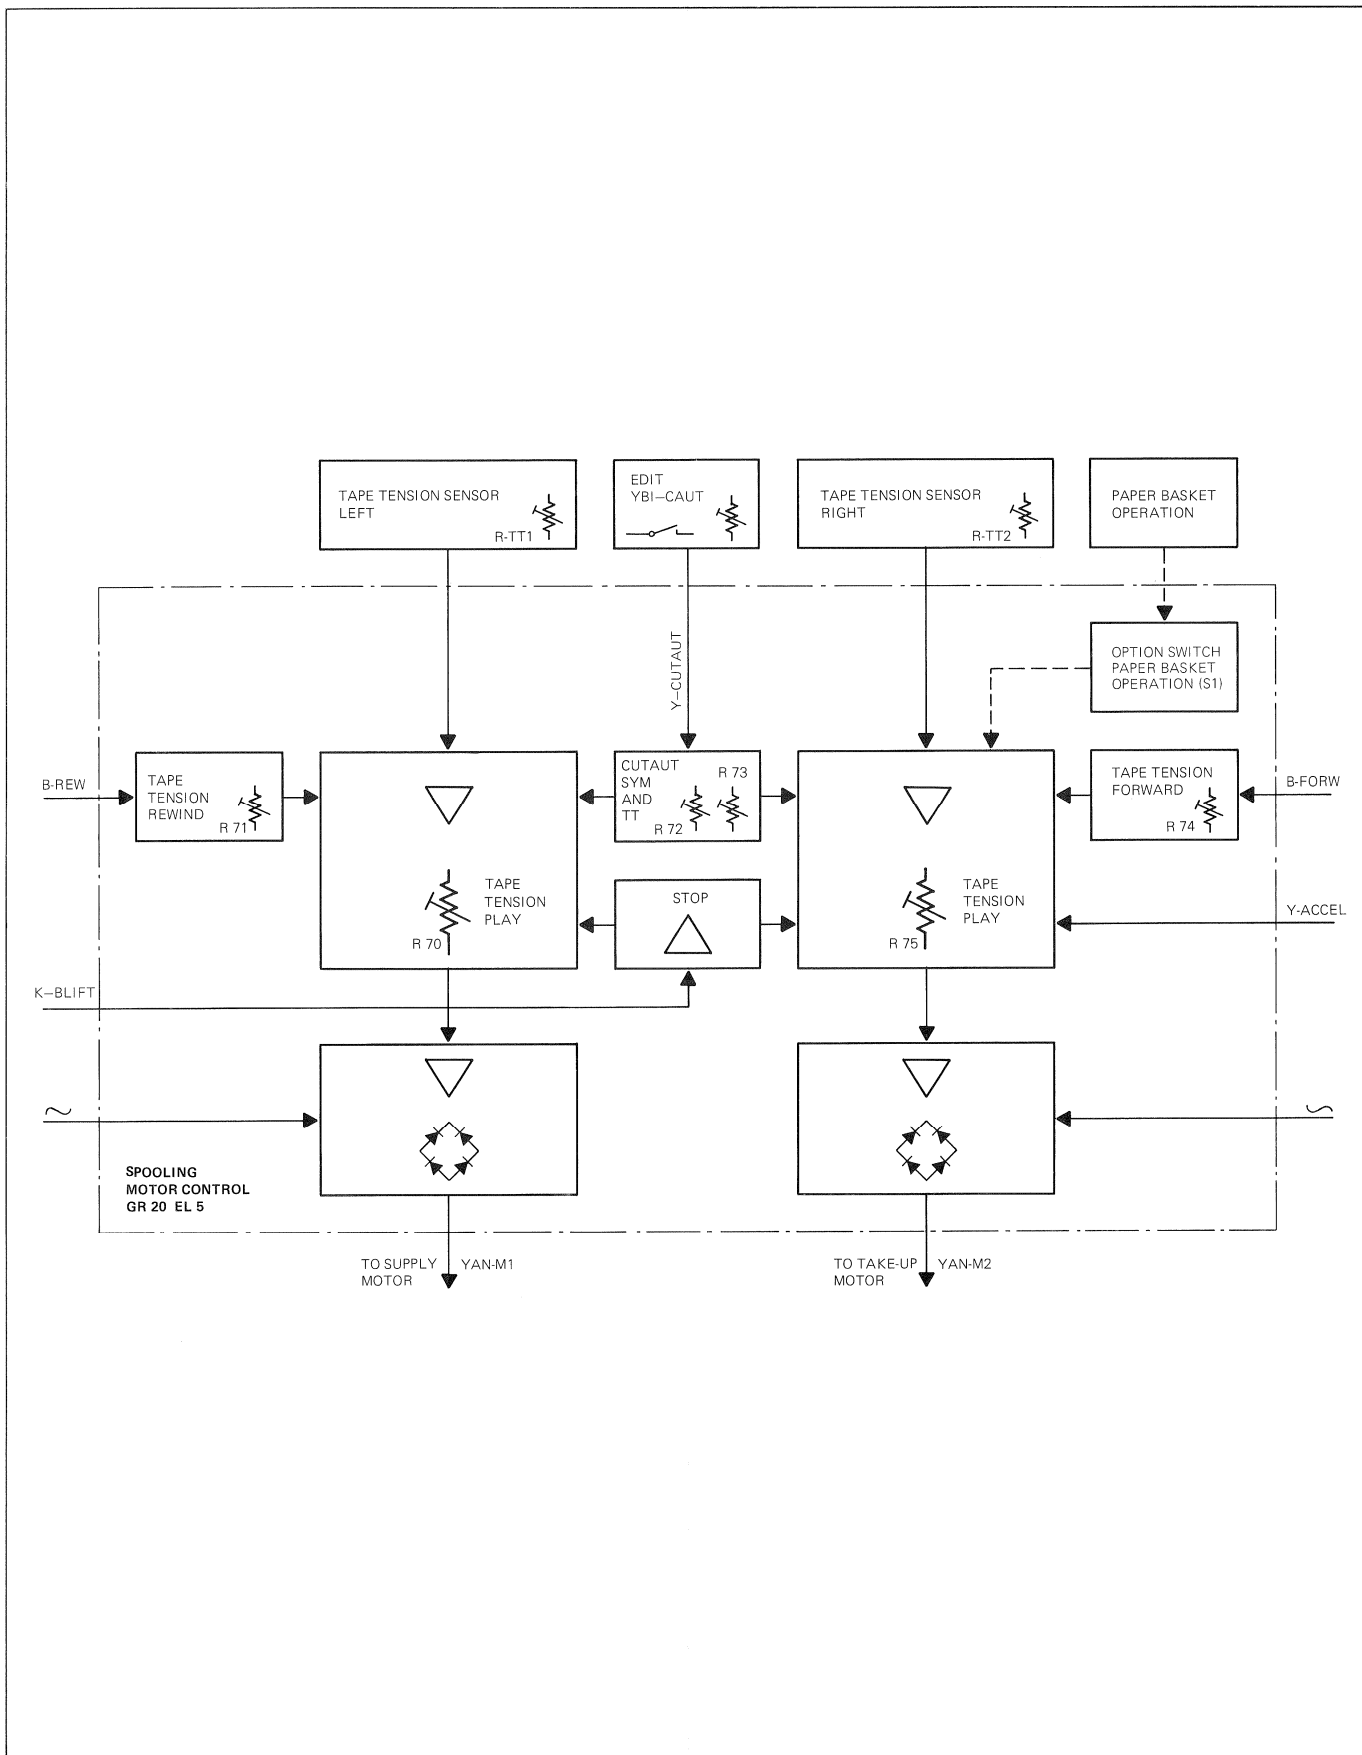 TAPE TENSION SENSOR
LEFT
R-TT1
EDIT
YBI–CAUT
TAPE TENSION SENSOR
RIGHT
R-TT2
PAPER BASKET
OPERATION
Y–CUTAUT
OPTION SWITCH
PAPER BASKET
OPERATION (S1)
B-REW
TAPE
TENSION
REWIND
R 71
CUTAUT
SYM
AND
TT
R 73
R 72
TAPE TENSION
FORWARD
R 74
B-FORW
TAPE
TENSION
PLAY
R 70
STOP
TAPE
TENSION
PLAY
R 75
Y-ACCEL
K–BLIFT
SPOOLING
MOTOR CONTROL
GR 20 EL 5
TO SUPPLY
MOTOR
YAN-M1
TO TAKE-UP
MOTOR
YAN-M2